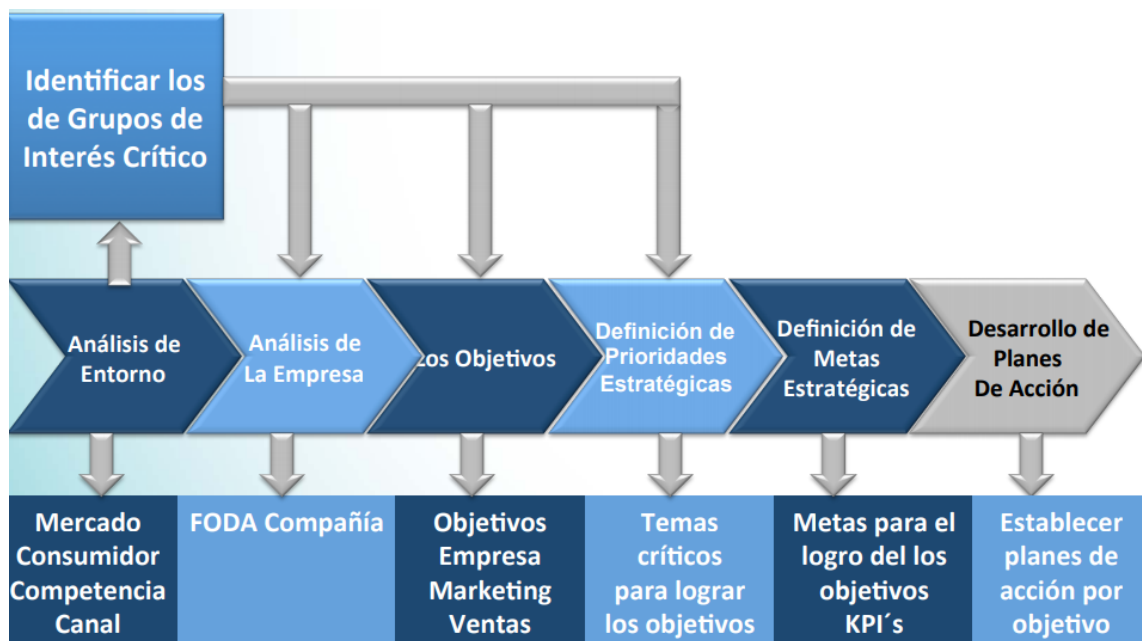 Identificar los
de Grupos de
Interés Crítico
Análisis de
Entorno
Análisis de
La Empresa
Los Objetivos
Definición de
Prioridades
Estratégicas
Definición de
Metas
Estratégicas
Desarrollo de
Planes
De Acción
Mercado
Consumidor
Competencia
Canal
FODA Compañía
Objetivos
Empresa
Marketing
Ventas
Temas
críticos
para lograr
los objetivos
Metas para el
logro del los
objetivos
KPI´s
Establecer
planes de
acción por
objetivo